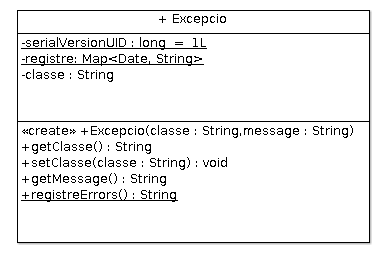 + Excepcio
-serialVersionUID : long = 1L
-registre: Map<Date, String>
-classe : String
«create» +Excepcio(classe : String,message : String)
+getClasse() : String
+setClasse(classe : String) : void
+getMessage() : String
+registreErrors() : String